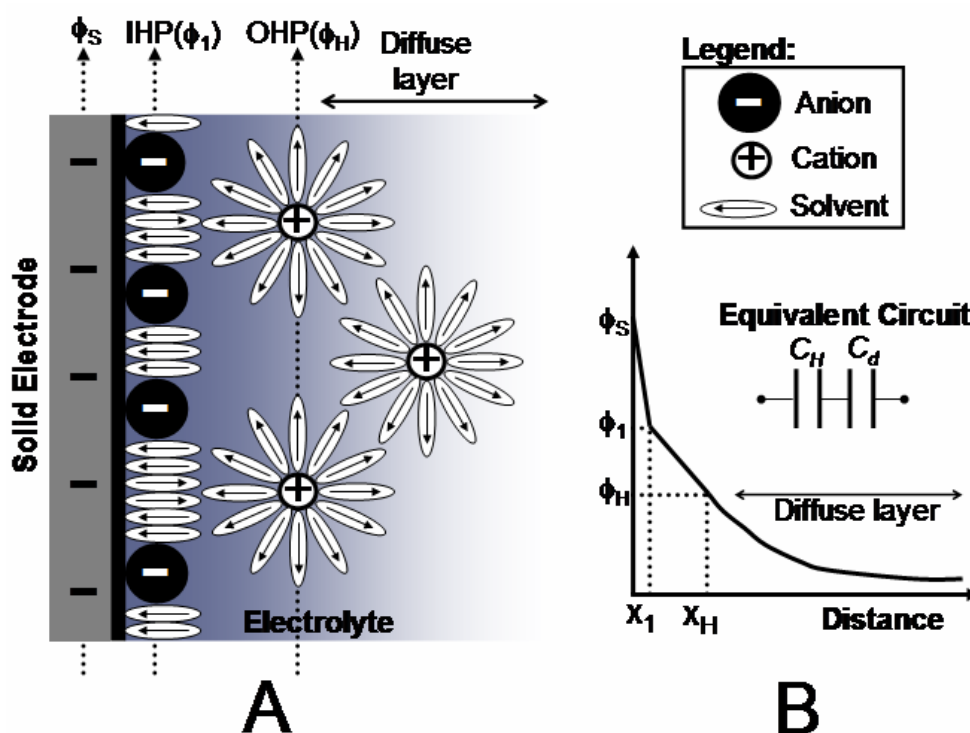 ϕS IHP(ϕ1) OHP(ϕH)
Diffuse
layer
Solid Electrode
−
−
−
−
−
−
−
−
−
+
+
+
Electrolyte
A
Legend:
− Anion
+ Cation
Solvent
ϕS
ϕ1
ϕH
Equivalent Circuit
CH Cd
Diffuse layer
X1 XH Distance
B